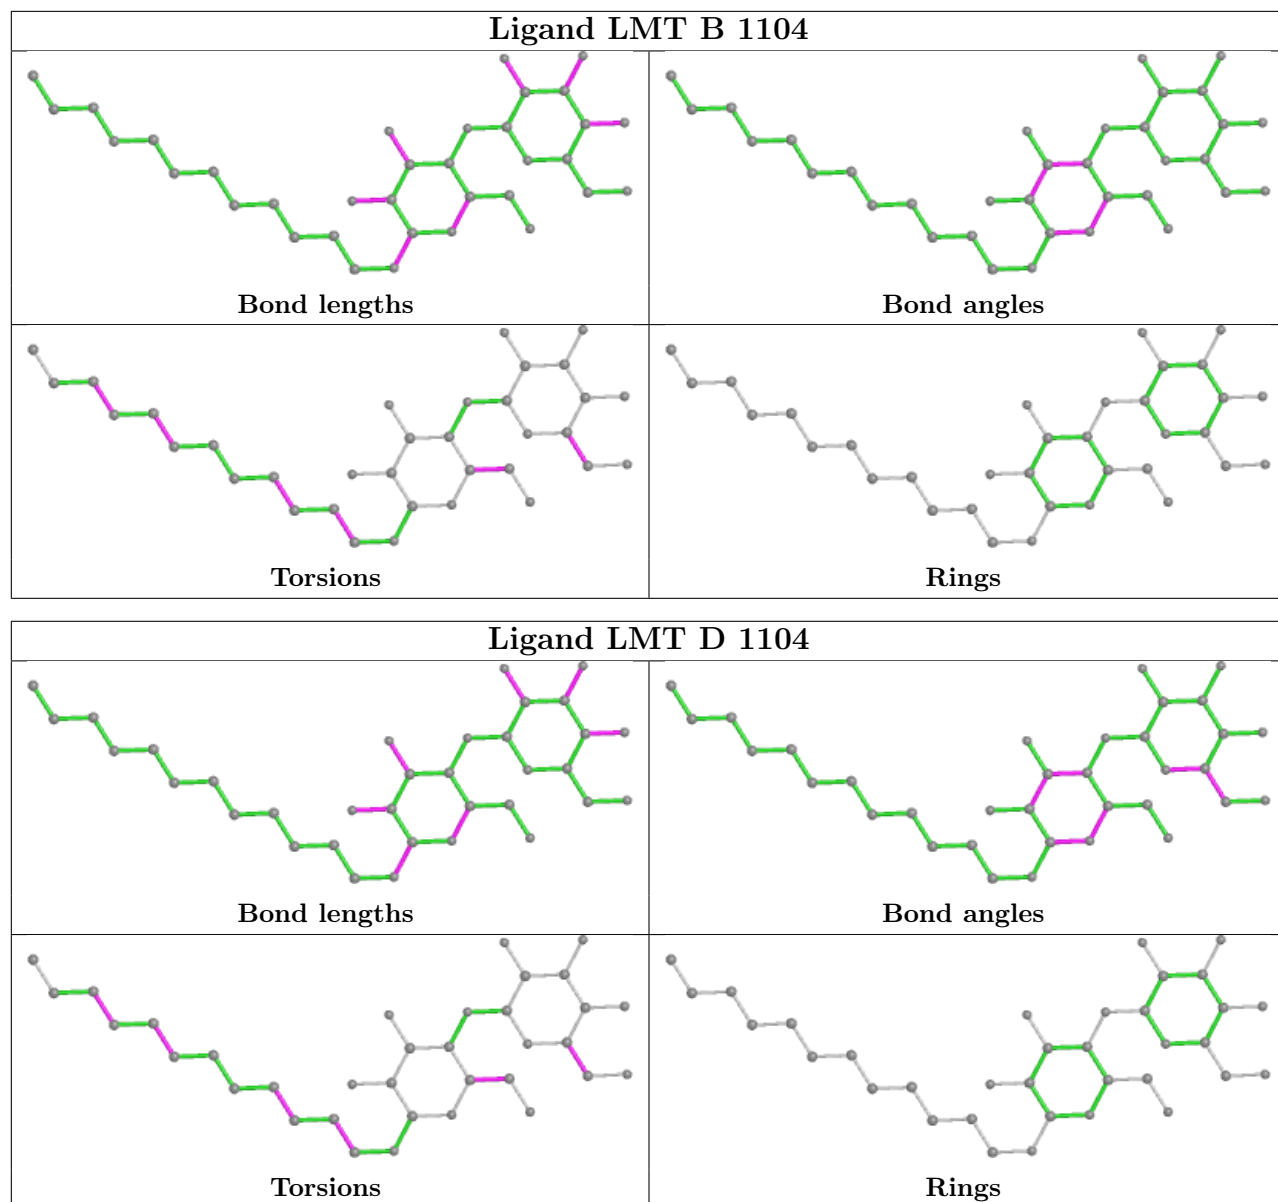 Ligand LMT B 1104
Bond lengths
Bond angles
Torsions
Rings
Ligand LMT D 1104
Bond lengths
Bond angles
Torsions
Rings